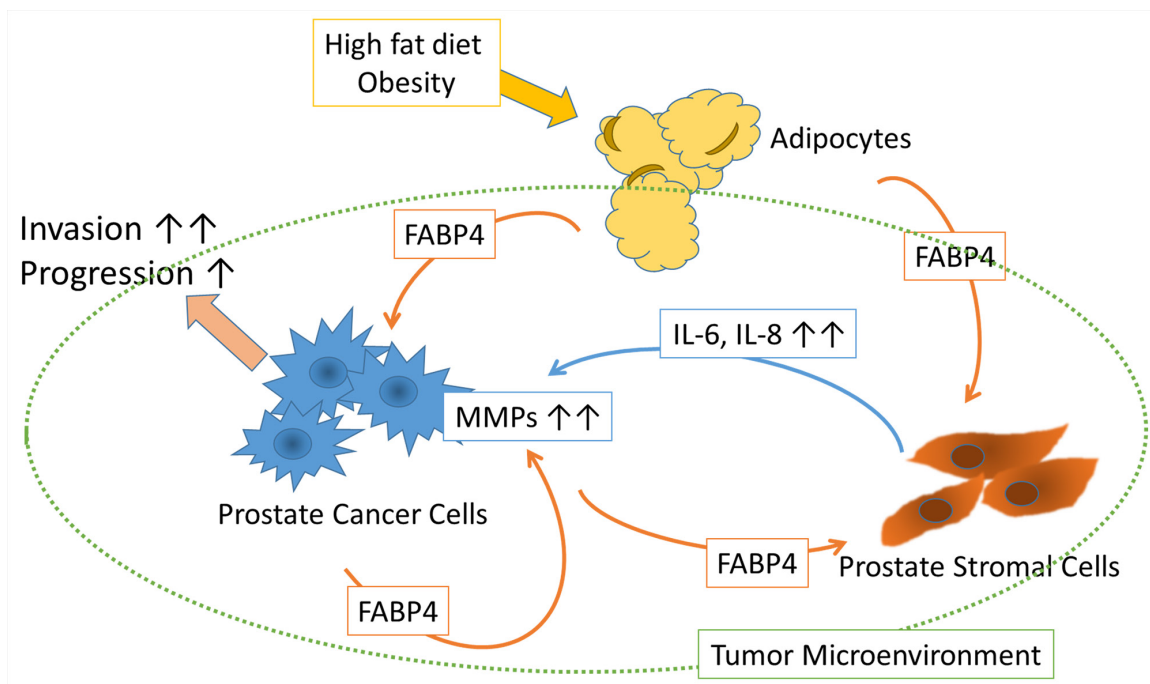 High fat diet
Obesity
Adipocytes
Invasion ↑↑
Progression ↑
FABP4
FABP4
IL-6, IL-8 ↑↑
MMPs ↑↑
Prostate Cancer Cells
FABP4
Prostate Stromal Cells
FABP4
Tumor Microenvironment